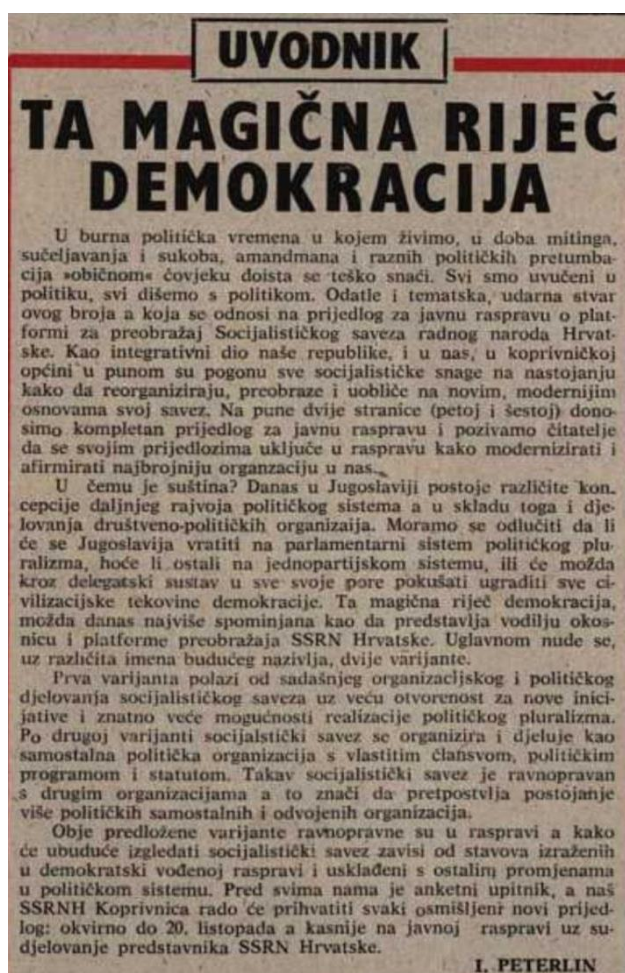 UVODNIK
TA MAGIČNA RIJEČ
DEMOKRACIJA
U burna politička vremena u kojem živimo, u doba mitinga,
sučeljavanja i sukoba, amandmana i raznih političkih pretumba-
cija »običnom« čovjeku doista se teško snaći. Svi smo uvučeni u
politiku, svi dišemo s politikom. Odatle i tematska, udarna stvar
ovog broja a koja se odnosi na prijedlog za javnu raspravu o plat-
formi za preobražaj Socijalističkog saveza radnog naroda Hrvat-
ske. Kao integrativni dio naše republike, i u nas, u koprivničkoj
općini u punom su pogonu sve socijalističke snage na nastojanju
kako da reorganiziraju, preobraze i uobliče na novim, modernijim
osnovama svoj savez. Na pune dvije stranice (petoj i šestoj) dono-
simo kompletan prijedlog za javnu raspravu i pozivamo čitatelje
da se svojim prijedlozima uključe u raspravu kako modernizirati i
afirmirati najbrojniju organzaciju u nas.
U čemu je suština? Danas u Jugoslaviji postoje različite kon-
cepcije daljnjeg rajvoja političkog sistema a u skladu toga i dje-
lovanja društveno-političkih organizaija. Moramo se odlučiti da li
će se Jugoslavija vratiti na parlamentarni sistem političkog plu-
ralizma, hoće li ostali na jednopartijskom sistemu, ili će možda
kroz delegatski sustav u sve svoje pore pokušati ugraditi sve ci-
vilizacijske tekovine demokracije. Ta magična riječ demokracija,
možda danas najviše spominjana kao da predstavlja vodilju okos-
nicu i platforme preobražaja SSRN Hrvatske. Uglavnom nude se,
uz različita imena budućeg nazivlja, dvije varijante.
Prva varijanta polazi od sadašnjeg organizacijskog i političkog
djelovanja socijalističkog saveza uz veću otvorenost za nove inici-
jative i znatno veće mogućnosti realizacije političkog pluralizma.
Po drugoj varijanti socijalstički savez se organizira i djeluje kao
samostalna politička organizacija s vlastitim člansvom, političkim
programom i statutom. Takav socijalistički savez je ravnopravan
s drugim organizacijama a to znači da pretpostvlja postojanje
više političkih samostalnih i odvojenih organizacija.
Obje predložene varijante ravnopravne su u raspravi a kako
će ubuduće izgledati socijalistički savez zavisi od stavova izraženih
u demokratski vođenoj raspravi i usklađeni s ostalim promjenama
u političkom sistemu. Pred svima nama je anketni upitnik, a naš
SSRNH Koprivnica rado će prihvatiti svaki osmišljeni novi prijed-
log: okvirno do 20. listopada a kasnije na javnoj raspravi uz su-
djelovanje predstavnika SSRN Hrvatske.
I. PETERLIN